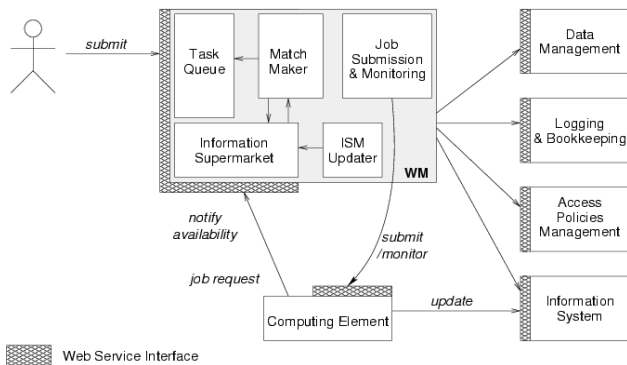 submit
Task
Queue
Match
Maker
Job
Submission
& Monitoring
Information
Supermarket
ISM
Updater
WM
Data
Management
Logging
& Bookkeeping
Access
Policies
Management
Information
System
notify
availability
job request
submit
/monitor
update
Computing Element
Web Service Interface